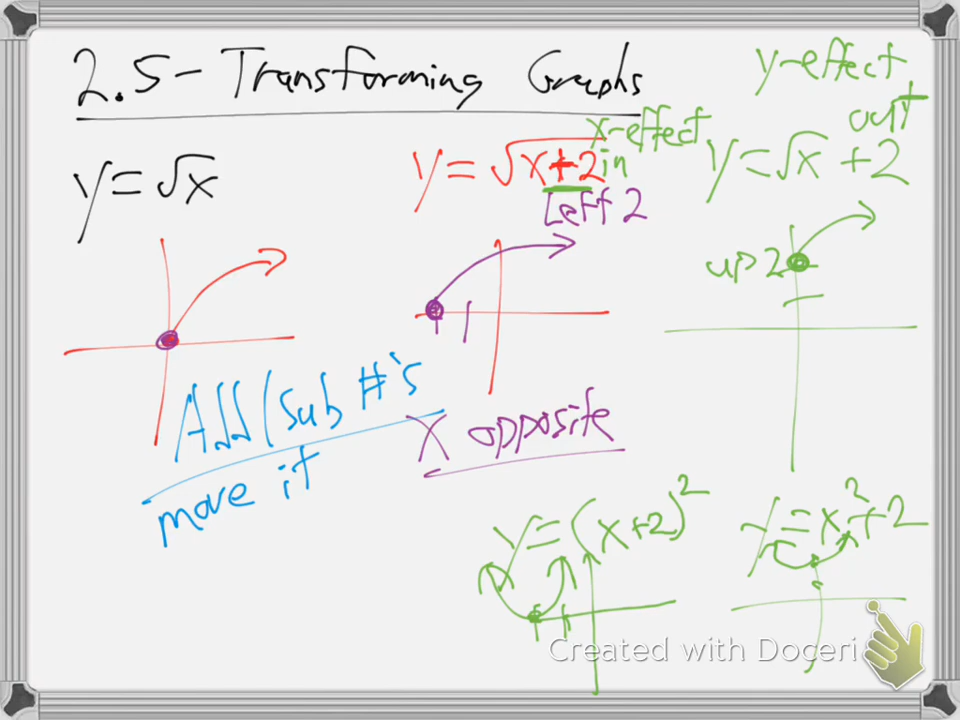 2.5 - Transforming Graphs
y-effect
out
x-effect
in
y = √x
y = √x+2
y = √x + 2
Left 2
up 2
Add/Sub #'s
move it
X opposite
y = (x+2)²
y = x² + 2
Created with Doceri